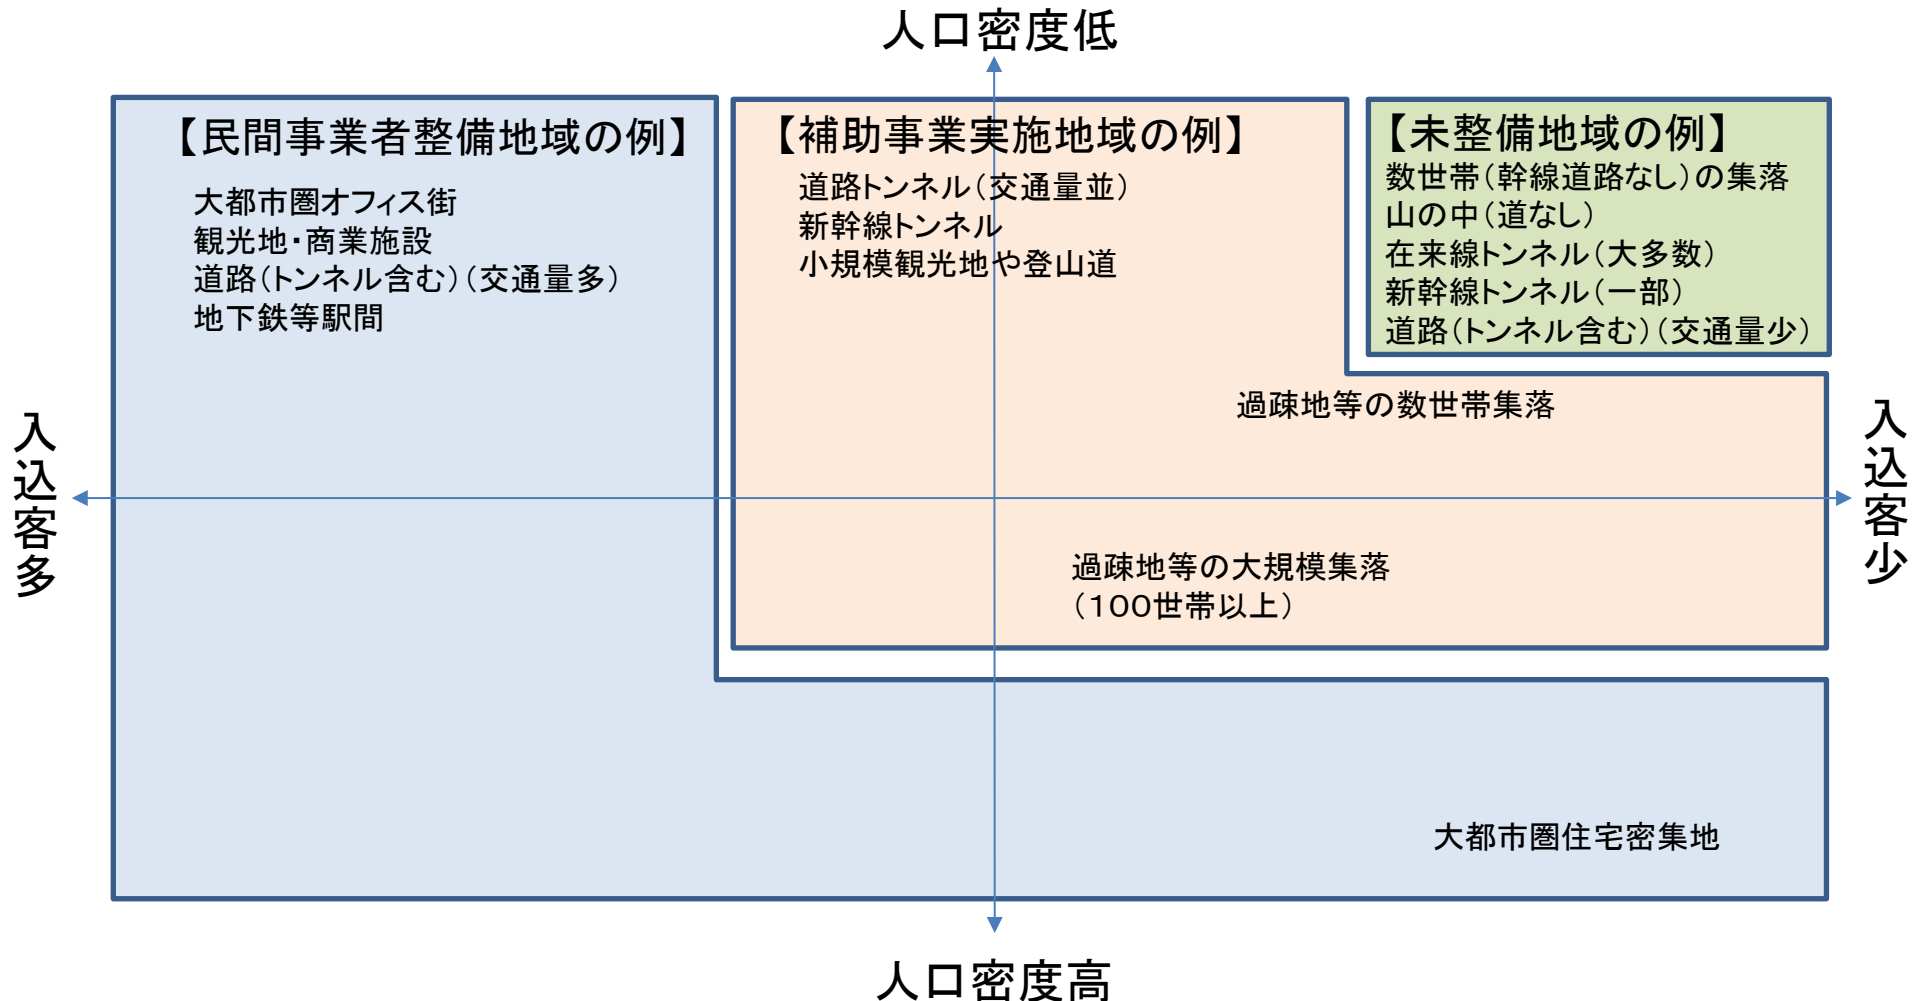 人口密度低
【民間事業者整備地域の例】
大都市圏オフィス街
観光地・商業施設
道路(トンネル含む)(交通量多)
地下鉄等駅間
【補助事業実施地域の例】
道路トンネル(交通量並)
新幹線トンネル
小規模観光地や登山道
【未整備地域の例】
数世帯(幹線道路なし)の集落
山の中(道なし)
在来線トンネル(大多数)
新幹線トンネル(一部)
道路(トンネル含む)(交通量少)
過疎地等の数世帯集落
入込客多
入込客少
過疎地等の大規模集落
(100世帯以上)
大都市圏住宅密集地
人口密度高